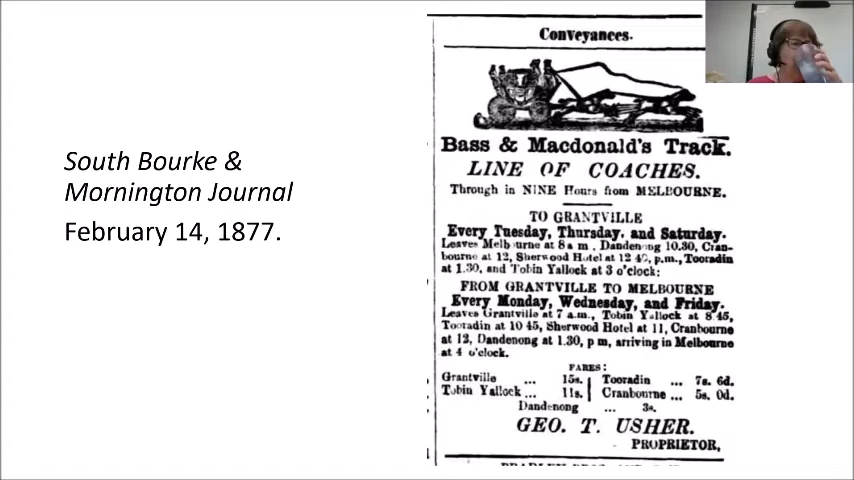 South Bourke &
Mornington Journal
February 14, 1877.
Conveyances.
Bass & Macdonald's Track.
LINE OF COACHES.
Through in NINE Hours from MELBOURNE.
TO GRANTVILLE
Every Tuesday, Thursday, and Saturday.
Leaves Melbourne at 8 a m, Dandenong 10.30, Cran-
bourne at 12, Sherwood Hotel at 12 40, p.m., Tooradin
at 1.30, and Tobin Yallock at 3 o'clock;
FROM GRANTVILLE TO MELBOURNE
Every Monday, Wednesday, and Friday.
Leaves Grantville at 7 a.m., Tobin Yallock at 8 45,
Tooradin at 10 45, Sherwood Hotel at 11, Cranbourne
at 12, Dandenong at 1.30, p m, arriving in Melbourne
at 4 o'clock.
FARES:
Grantville ... 15s. Tooradin ... 7s. 6d.
Tobin Yallock ... 11s. Cranbourne ... 5s. 0d.
Dandenong ... 3s.
GEO. T. USHER.
PROPRIETOR,